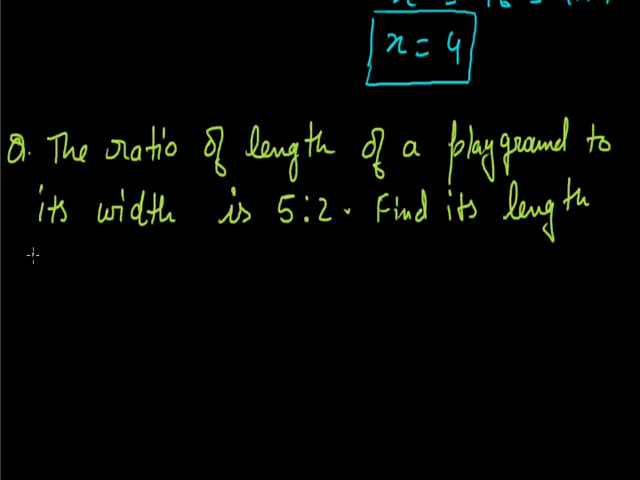 x = 4
Q. The ratio of length of a playground to
its width is 5:2. Find its length